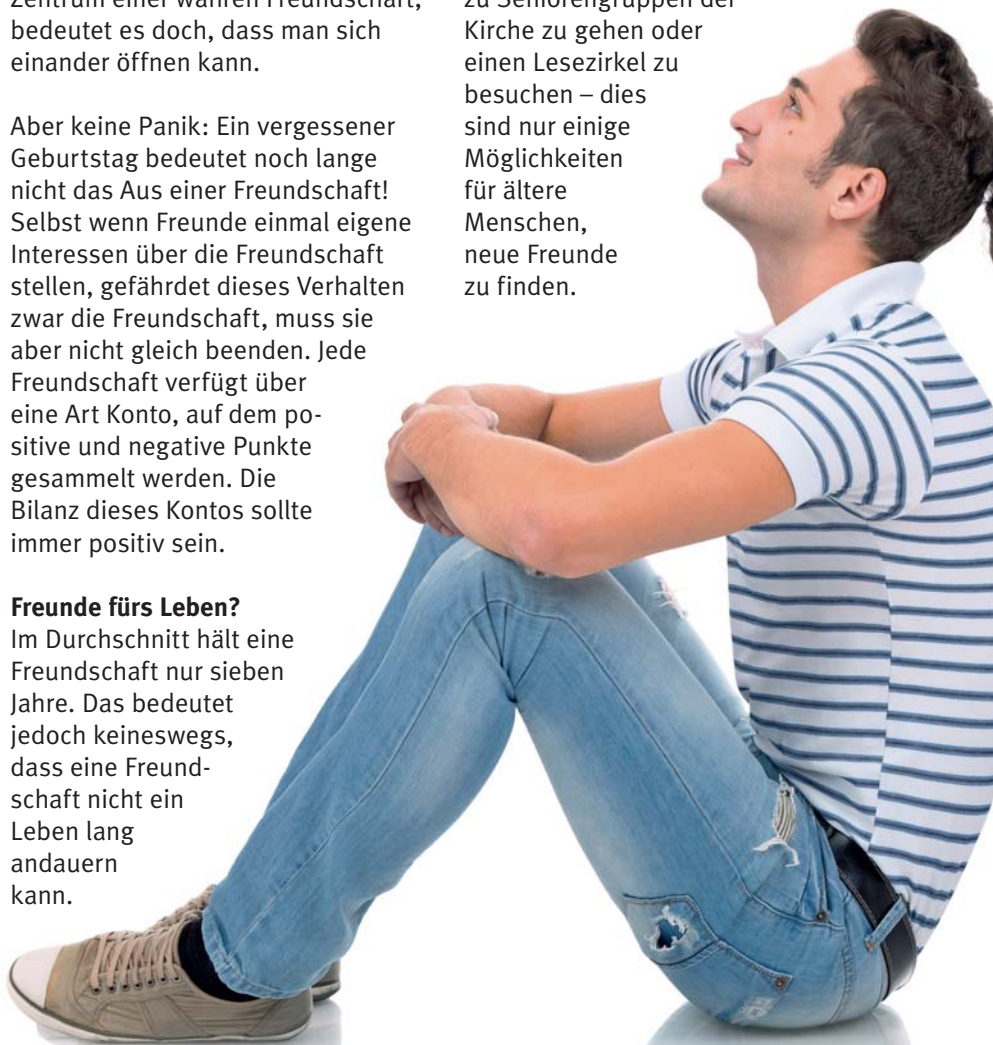 Zentrum einer wahren Freundschaft,
bedeutet es doch, dass man sich
einander öffnen kann.
Aber keine Panik: Ein vergessener
Geburtstag bedeutet noch lange
nicht das Aus einer Freundschaft!
Selbst wenn Freunde einmal eigene
Interessen über die Freundschaft
stellen, gefährdet dieses Verhalten
zwar die Freundschaft, muss sie
aber nicht gleich beenden. Jede
Freundschaft verfügt über
eine Art Konto, auf dem po-
sitive und negative Punkte
gesammelt werden. Die
Bilanz dieses Kontos sollte
immer positiv sein.
Freunde fürs Leben?
Im Durchschnitt hält eine
Freundschaft nur sieben
Jahre. Das bedeutet
jedoch keineswegs,
dass eine Freund-
schaft nicht ein
Leben lang
andauern
kann.
zu Seniorengruppen der
Kirche zu gehen oder
einen Lesezirkel zu
besuchen – dies
sind nur einige
Möglichkeiten
für ältere
Menschen,
neue Freunde
zu finden.